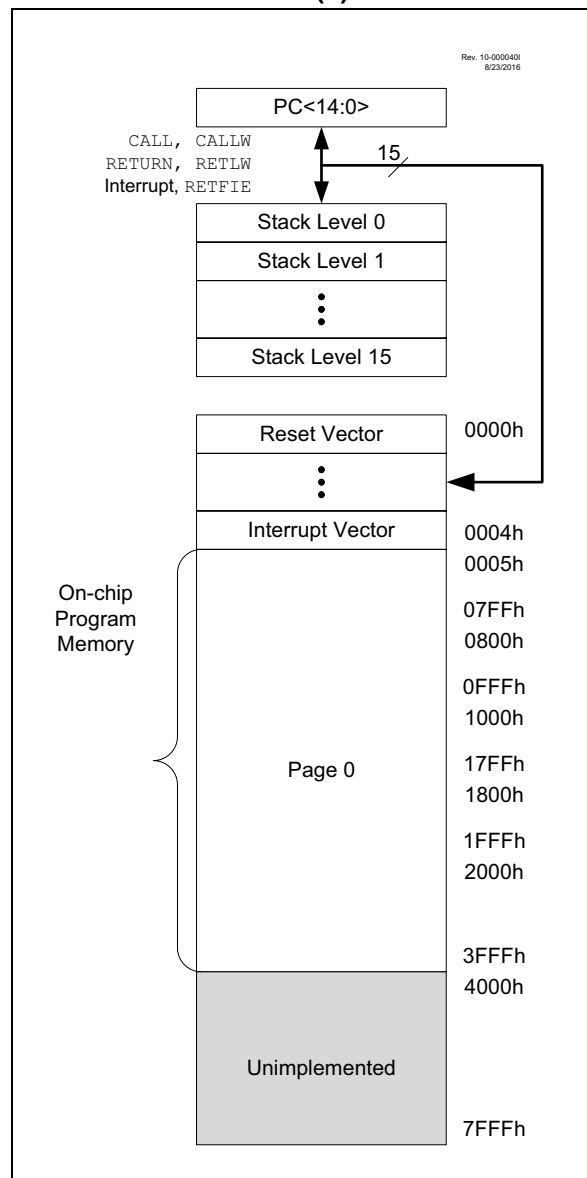 Rev. 10-000040I
8/23/2016
PC<14:0>
CALL, CALLW
RETURN, RETLW
Interrupt, RETFIE
15
Stack Level 0
Stack Level 1
Stack Level 15
Reset Vector
0000h
Interrupt Vector
0004h
0005h
On-chip
Program
Memory
07FFh
0800h
0FFFh
1000h
Page 0
17FFh
1800h
1FFFh
2000h
3FFFh
4000h
Unimplemented
7FFFh